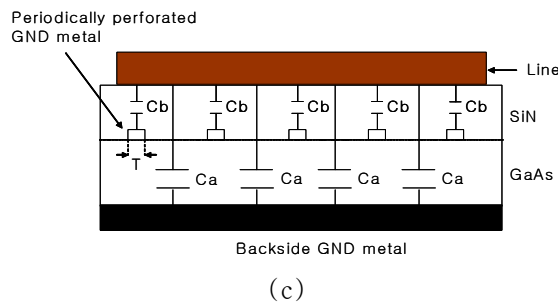 Periodically perforated
GND metal
Line
Cb Cb Cb Cb Cb
SiN
T
Ca Ca Ca Ca
GaAs
Backside GND metal
(c)